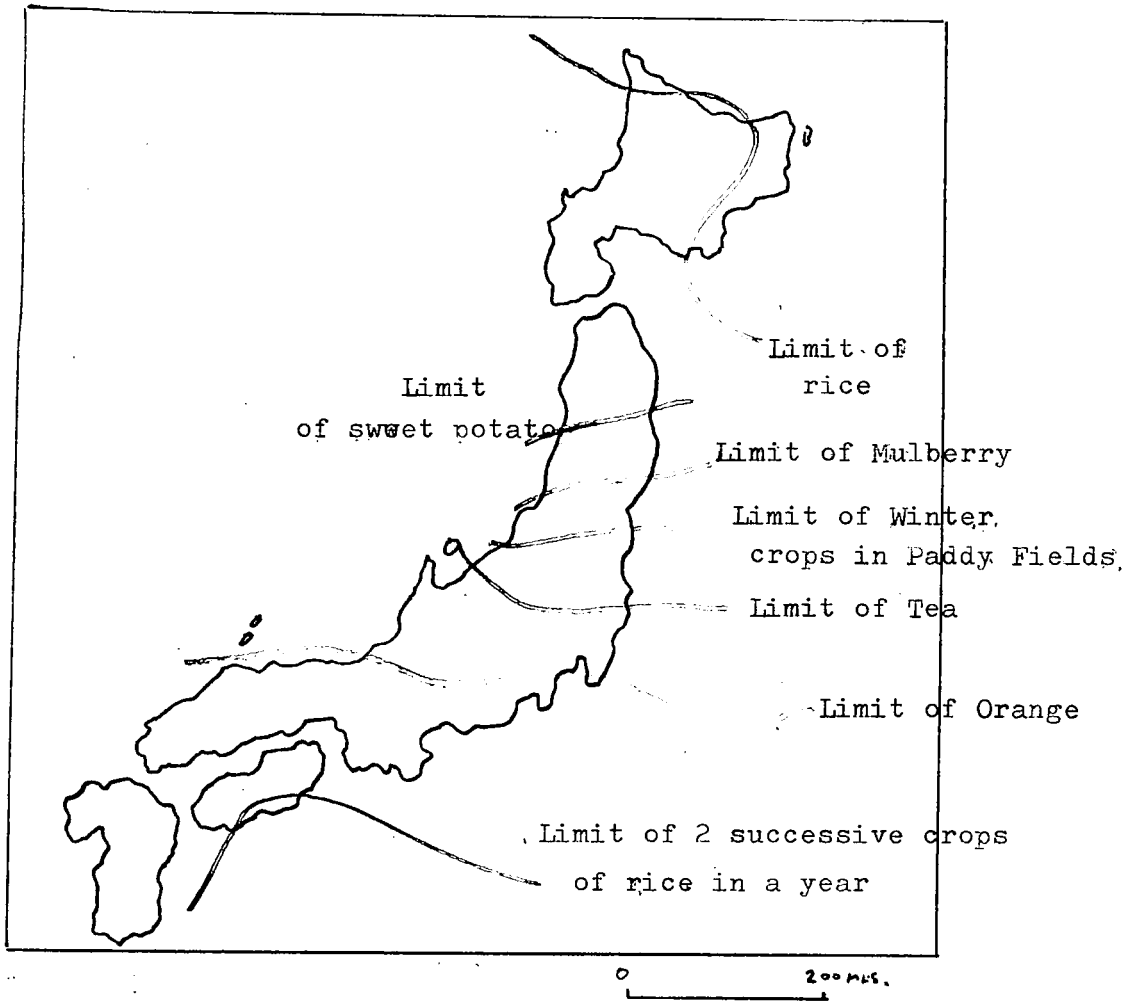 Limit of
rice
Limit
of sweet potato
Limit of Mulberry
Limit of Winter
crops in Paddy Fields
Limit of Tea
Limit of Orange
Limit of 2 successive crops
of rice in a year
0 200 MLS.